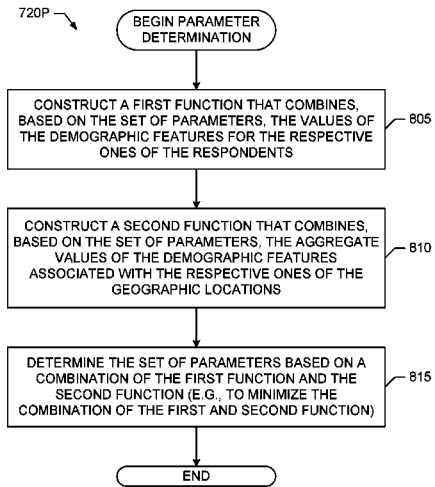 720P
BEGIN PARAMETER
DETERMINATION
CONSTRUCT A FIRST FUNCTION THAT COMBINES,
BASED ON THE SET OF PARAMETERS, THE VALUES OF
THE DEMOGRAPHIC FEATURES FOR THE RESPECTIVE
ONES OF THE RESPONDENTS
805
CONSTRUCT A SECOND FUNCTION THAT COMBINES,
BASED ON THE SET OF PARAMETERS, THE AGGREGATE
VALUES OF THE DEMOGRAPHIC FEATURES
ASSOCIATED WITH THE RESPECTIVE ONES OF THE
GEOGRAPHIC LOCATIONS
810
DETERMINE THE SET OF PARAMETERS BASED ON A
COMBINATION OF THE FIRST FUNCTION AND THE
SECOND FUNCTION (E.G., TO MINIMIZE THE
COMBINATION OF THE FIRST AND SECOND FUNCTION)
815
END